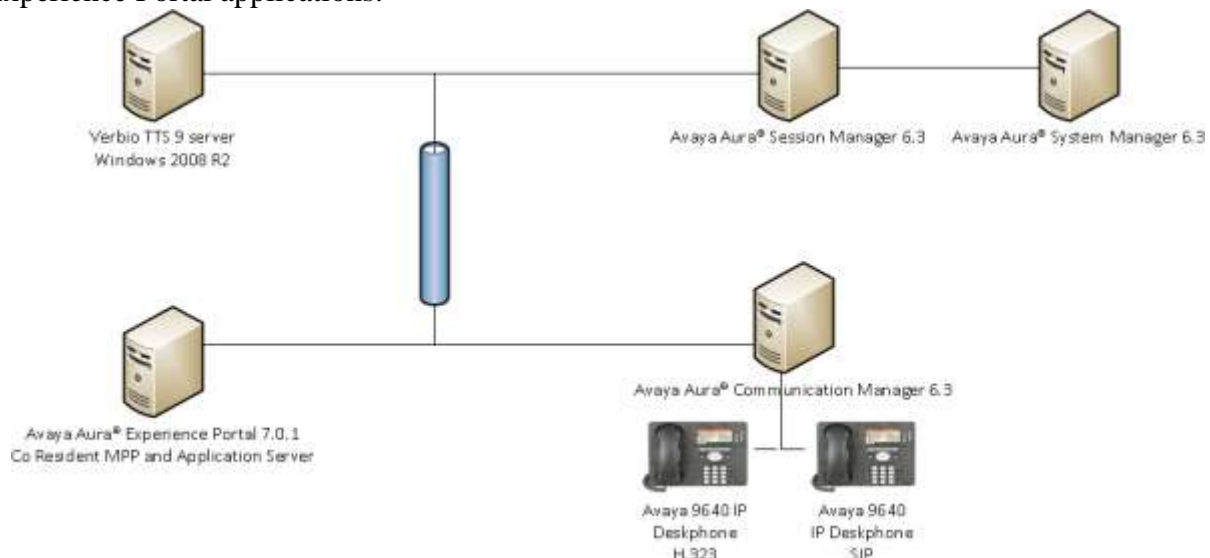 Experience Portal applications.
Verbio TTS 9 server
Windows 2008 R2
Avaya Aura® Session Manager 6.3
Avaya Aura® System Manager 6.3
Avaya Aura® Communication Manager 6.3
Avaya Aura® Experience Portal 7.0.1
Co Resident MPP and Application Server
Avaya 9640 IP
Deskphone
H.323
Avaya 9640
IP Deskphone
SIP